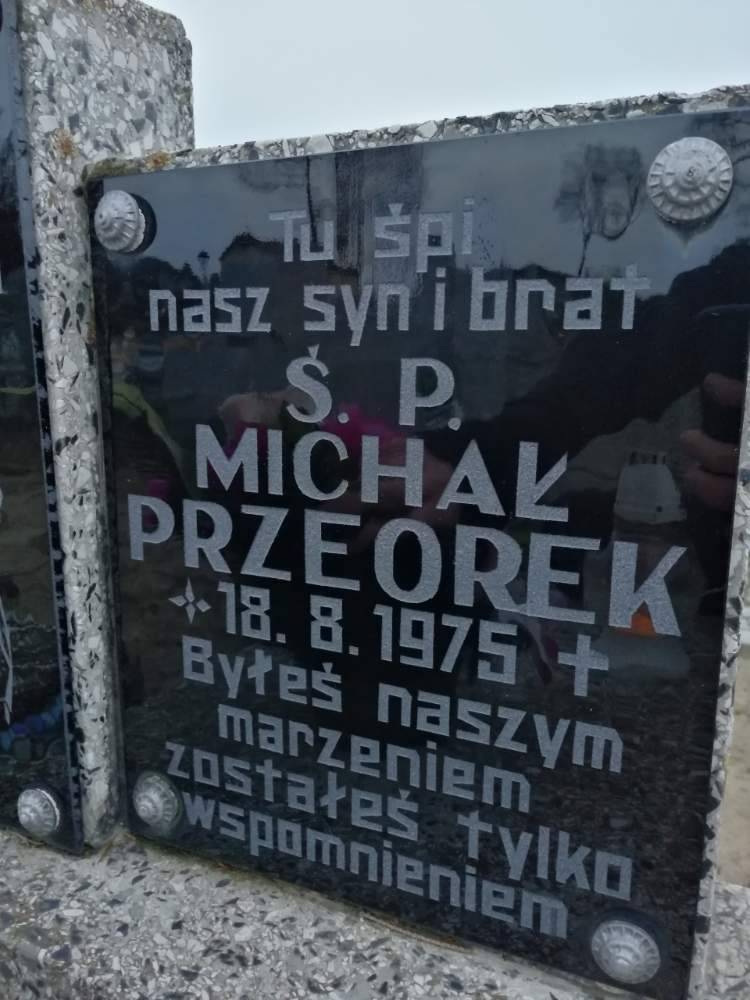 Tu śpi
nasz syn i brat
Ś. P.
MICHAŁ
PRZEOREK
✧ 18. 8. 1975 ✝
Byłeś naszym
marzeniem
zostałeś tylko
wspomnieniem